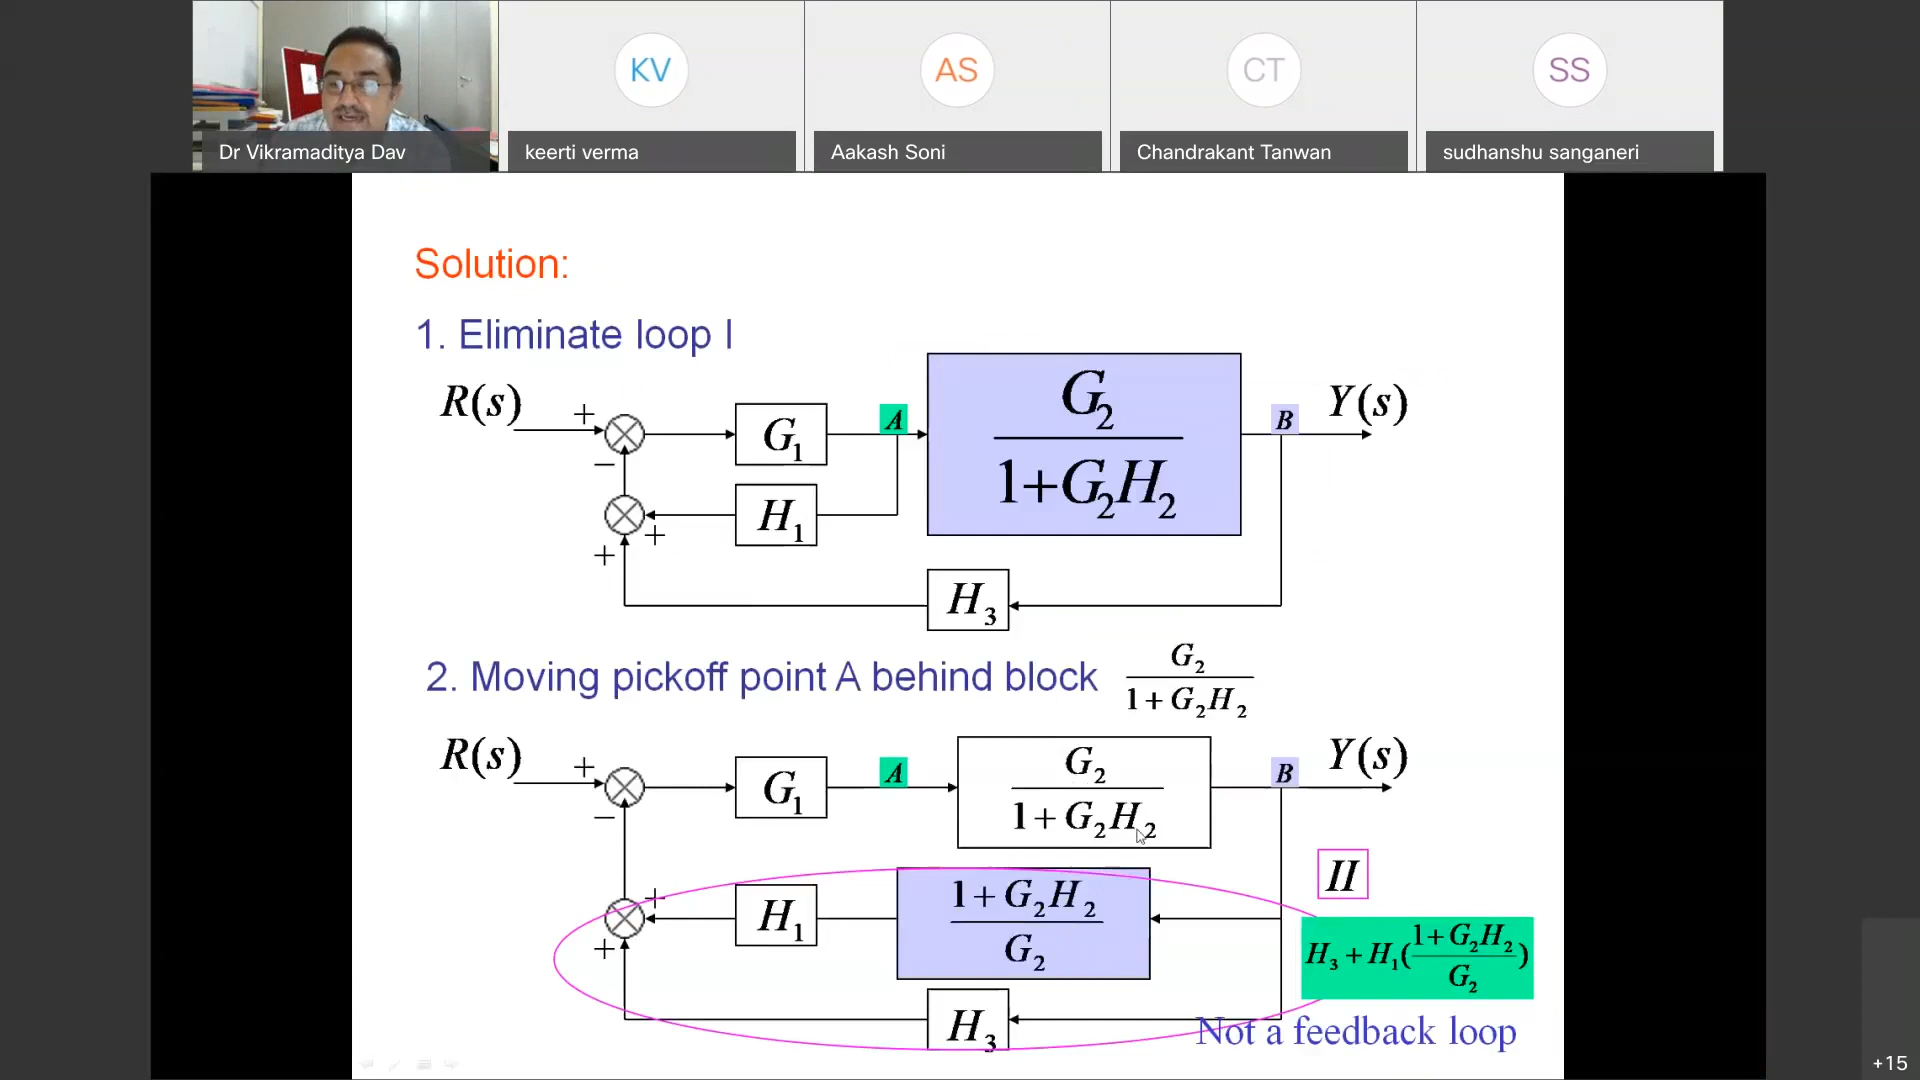 KV
AS
CT
SS
Dr Vikramaditya Dav
keerti verma
Aakash Soni
Chandrakant Tanwan
sudhanshu sanganeri
Solution:
1. Eliminate loop I
R(s)
+
−
G₁
A
G₂
1+G₂H₂
B
Y(s)
H₁
+
+
H₃
2. Moving pickoff point A behind block
G₂
1+G₂H₂
R(s)
+
−
G₁
A
G₂
1+G₂H₂
B
Y(s)
II
+
+
H₁
1+G₂H₂
G₂
H₃+H₁(1+G₂H₂
G₂)
H₃
Not a feedback loop
+15